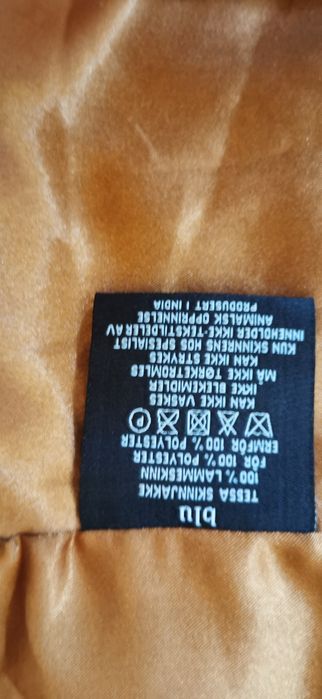 blu
TESSA SKINNJAKKE
100 % LAMMESKINN
FÔR 100 % POLYESTER
ERMFÔR 100 % POLYESTER
KAN IKKE VASKES
IKKE BLEKEMIDLER
MÅ IKKE TØRKETROMLES
KAN IKKE STRYKES
KUN SKINNRENS HOS SPESIALIST
INNEHOLDER IKKE-TEKSTILDELER AV
ANIMALSK OPPRINNELSE
PRODUSERT I INDIA